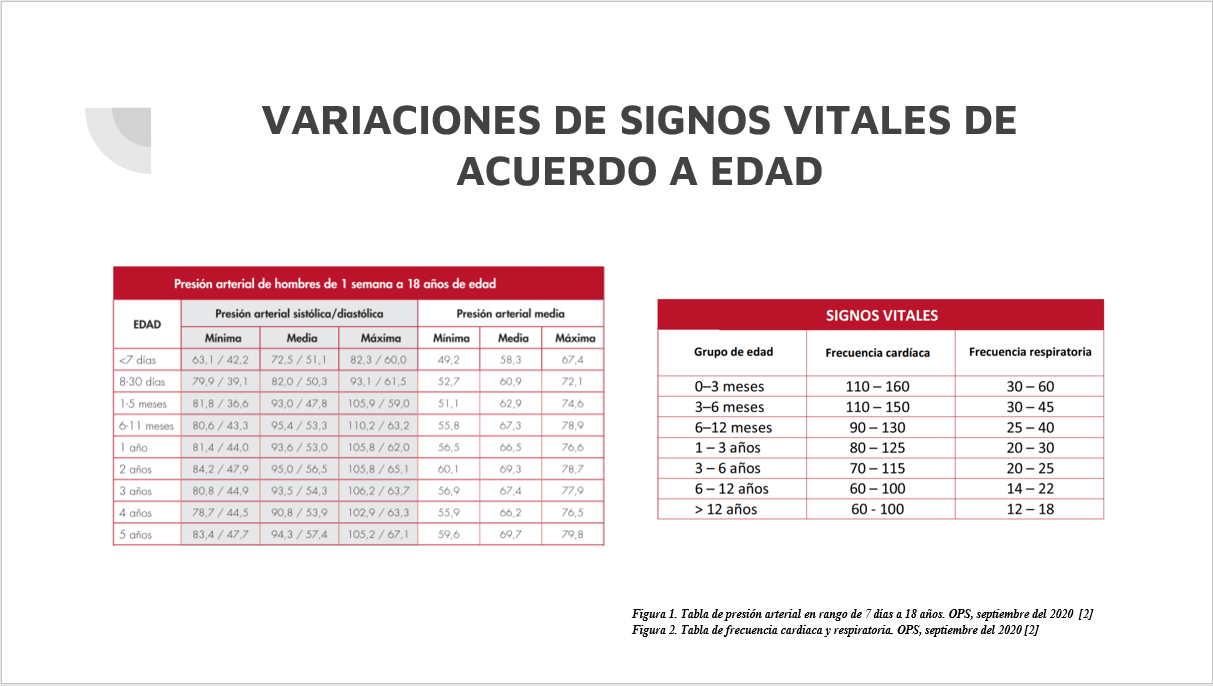 VARIACIONES DE SIGNOS VITALES DE
ACUERDO A EDAD
Presión arterial de hombres de 1 semana a 18 años de edad
EDAD Presión arterial sistólica/diastólica Presión arterial media
Mínima Media Máxima Mínima Media Máxima
<7 días 63,1 / 42,2 72,5 / 51,1 82,3 / 60,0 49,2 58,3 67,4
8-30 días 79,9 / 39,1 82,0 / 50,3 93,1 / 61,5 52,7 60,9 72,1
1-5 meses 81,8 / 36,6 93,0 / 47,8 105,9 / 59,0 51,1 62,9 74,6
6-11 meses 80,6 / 43,3 95,4 / 53,3 110,2 / 63,2 55,8 67,3 78,9
1 año 81,4 / 44,0 93,6 / 53,0 105,8 / 62,0 56,5 66,5 76,6
2 años 84,2 / 47,9 95,0 / 56,5 105,8 / 65,1 60,1 69,3 78,7
3 años 80,8 / 44,9 93,5 / 54,3 106,2 / 63,7 56,9 67,4 77,9
4 años 78,7 / 44,5 90,8 / 53,9 102,9 / 63,3 55,9 66,2 76,5
5 años 83,4 / 47,7 94,3 / 57,4 105,2 / 67,1 59,6 69,7 79,8
SIGNOS VITALES
Grupo de edad Frecuencia cardíaca Frecuencia respiratoria
0–3 meses 110 – 160 30 – 60
3–6 meses 110 – 150 30 – 45
6–12 meses 90 – 130 25 – 40
1 – 3 años 80 – 125 20 – 30
3 – 6 años 70 – 115 20 – 25
6 – 12 años 60 – 100 14 – 22
> 12 años 60 - 100 12 – 18
Figura 1. Tabla de presión arterial en rango de 7 días a 18 años. OPS, septiembre del 2020 [2]
Figura 2. Tabla de frecuencia cardiaca y respiratoria. OPS, septiembre del 2020 [2]